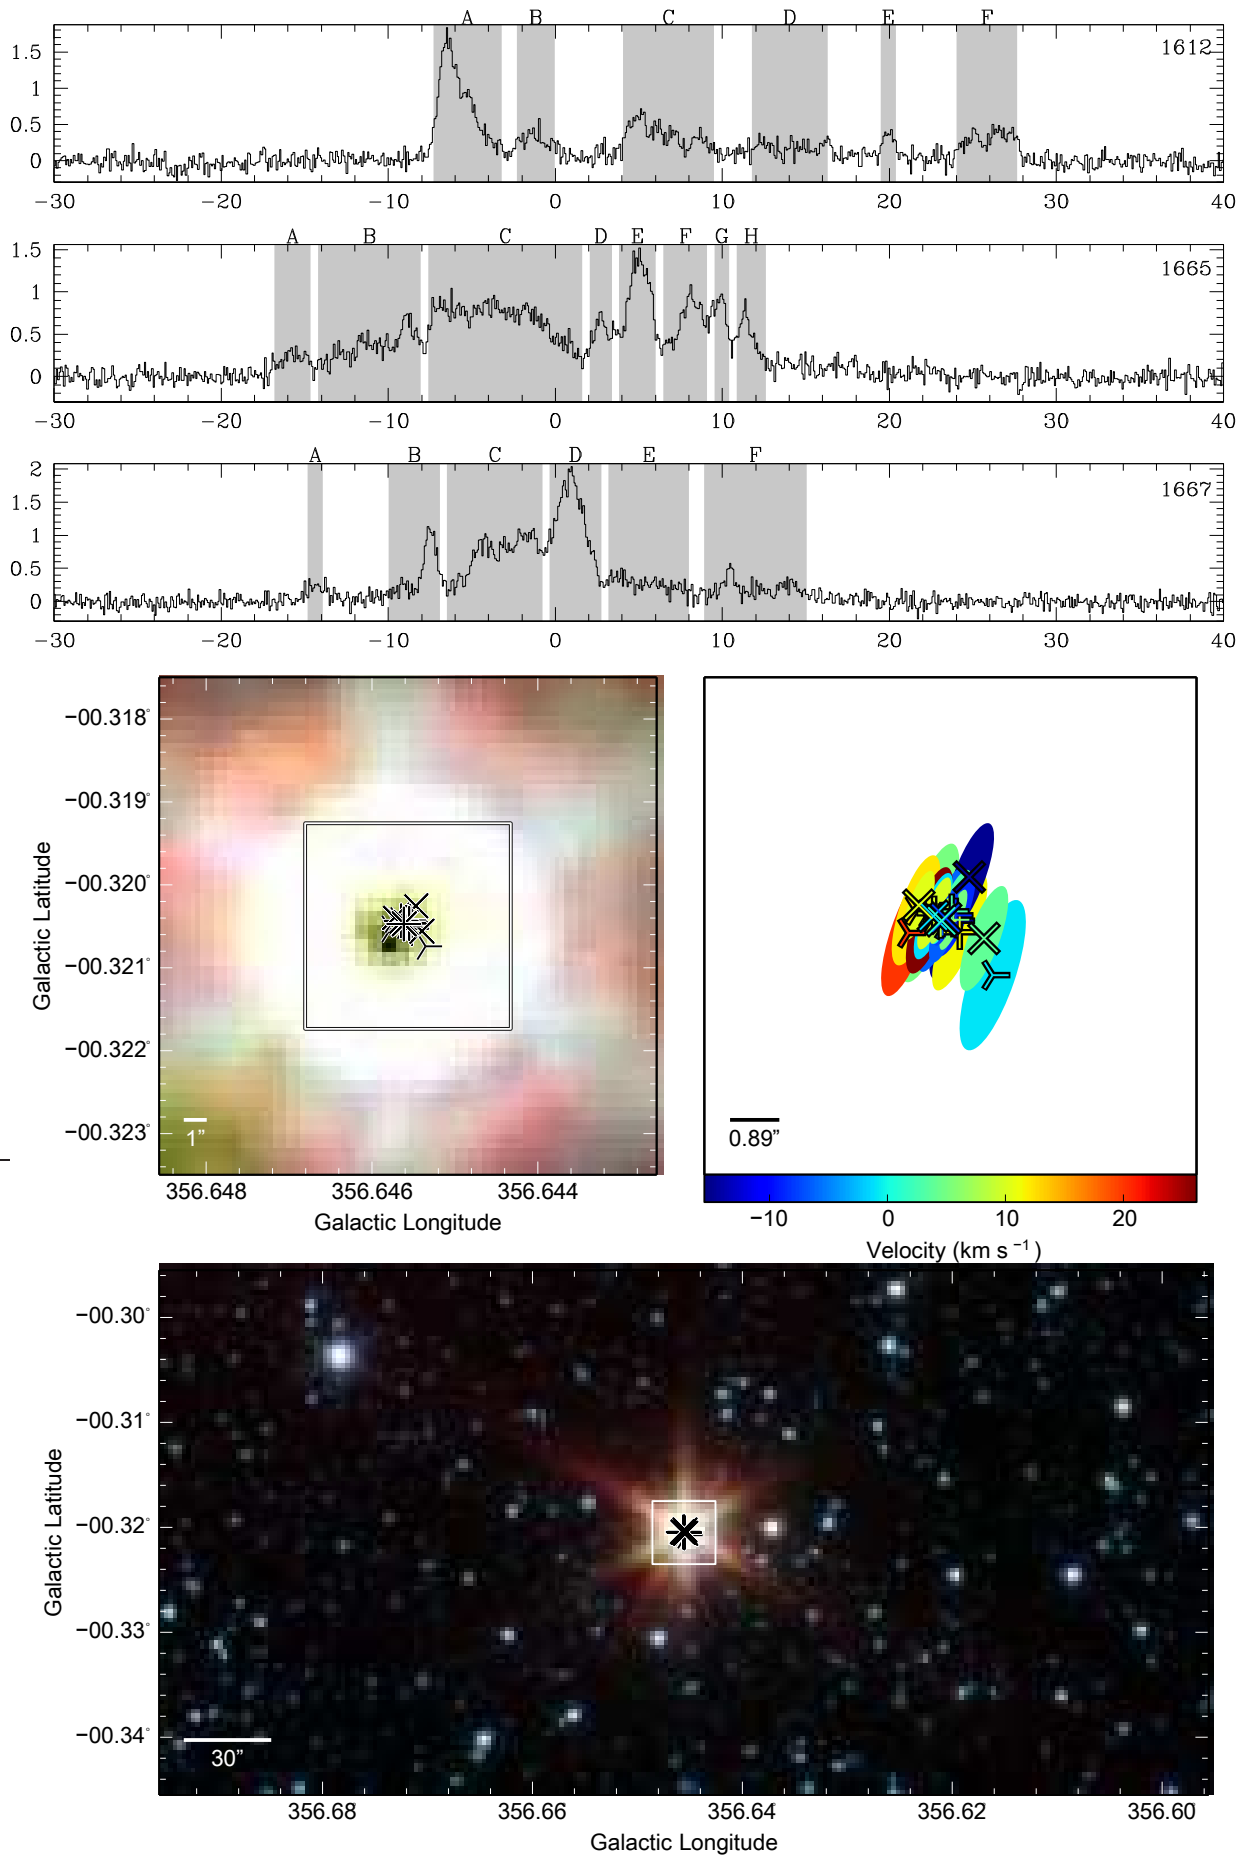 A B C D E F
1.5
1
0.5
0
1612
−30 −20 −10 0 10 20 30 40
A B C D E F G H
1.5
1
0.5
0
1665
−30 −20 −10 0 10 20 30 40
A B C D E F
2
1.5
1
0.5
0
1667
−30 −20 −10 0 10 20 30 40
−00.318°
−00.319°
−00.320°
−00.321°
−00.322°
−00.323°
Galactic Latitude
1”
356.648 356.646 356.644
Galactic Longitude
0.89”
−10 0 10 20
Velocity (km s −1 )
−00.30°
−00.31°
−00.32°
−00.33°
−00.34°
Galactic Latitude
30”
356.68 356.66 356.64 356.62 356.60
Galactic Longitude